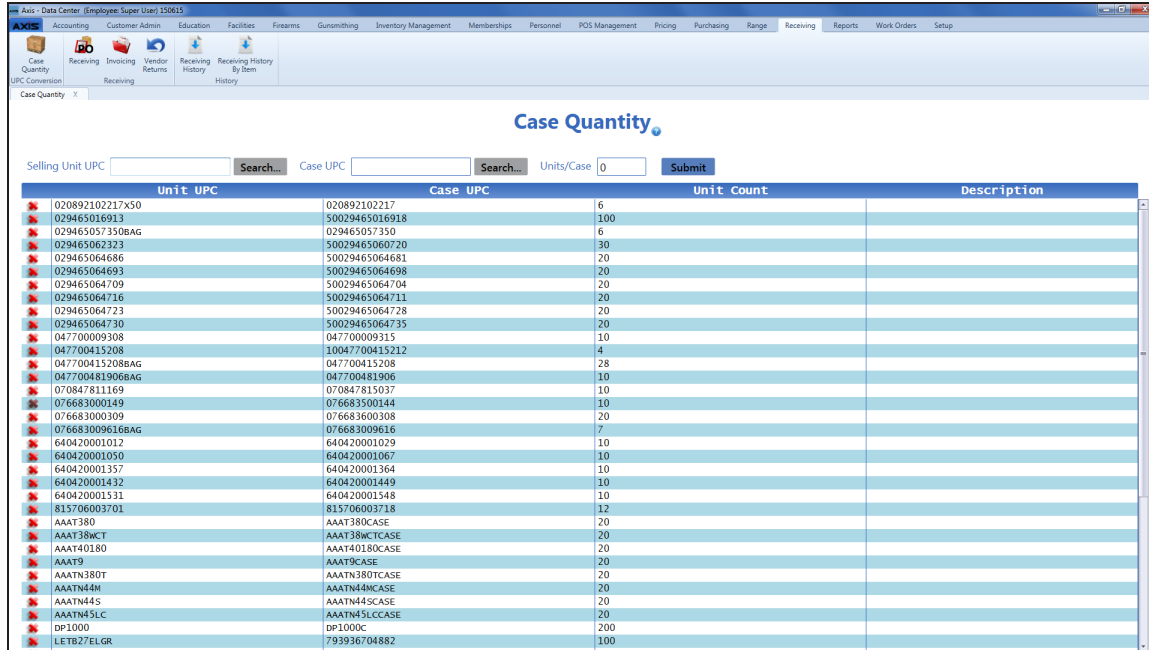 Axis - Data Center (Employee: Super User) 150615
AXIS Accounting Customer Admin Education Facilities Firearms Gunsmithing Inventory Management Memberships Personnel POS Management Pricing Purchasing Range Receiving Reports Work Orders Setup
PO
Case Quantity Receiving Invoicing Vendor Returns Receiving History Receiving History By Item
UPC Conversion Receiving History
Case Quantity X
Case Quantity ?
Selling Unit UPC Search... Case UPC Search... Units/Case 0 Submit
Unit UPC Case UPC Unit Count Description
020892102217x50 020892102217 6
029465016913 50029465016918 100
029465057350BAG 029465057350 6
029465062323 50029465060720 30
029465064686 50029465064681 20
029465064693 50029465064698 20
029465064709 50029465064704 20
029465064716 50029465064711 20
029465064723 50029465064728 20
029465064730 50029465064735 20
047700009308 047700009315 10
047700415208 10047700415212 4
047700415208BAG 047700415208 28
047700481906BAG 047700481906 10
070847811169 070847815037 10
076683000149 076683500144 10
076683000309 076683600308 20
076683009616BAG 076683009616 7
640420001012 640420001029 10
640420001050 640420001067 10
640420001357 640420001364 10
640420001432 640420001449 10
640420001531 640420001548 10
815706003701 815706003718 12
AAAT380 AAAT380CASE 20
AAAT38WCT AAAT38WCTCASE 20
AAAT40180 AAAT40180CASE 20
AAAT9 AAAT9CASE 20
AAATN380T AAATN380TCASE 20
AAATN44M AAATN44MCASE 20
AAATN44S AAATN44SCASE 20
AAATN45LC AAATN45LCCASE 20
DP1000 DP1000C 200
LETB27ELGR 793936704882 100